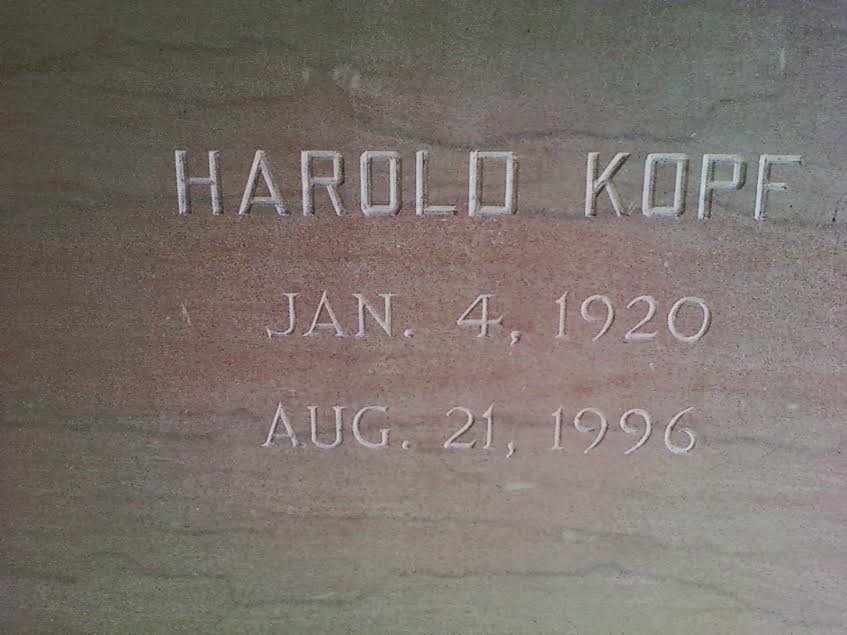 HAROLD KOPF
JAN. 4, 1920
AUG. 21, 1996